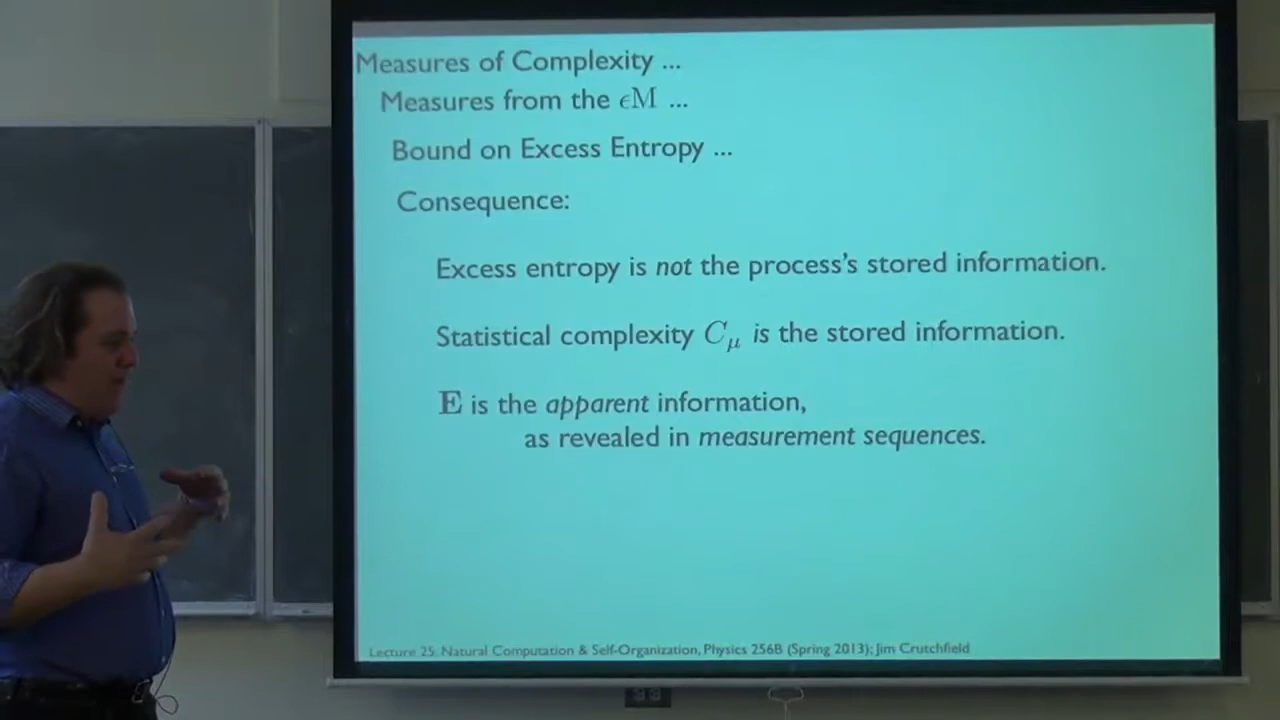 Measures of Complexity ...
Measures from the ϵM ...
Bound on Excess Entropy ...
Consequence:
Excess entropy is not the process's stored information.
Statistical complexity Cμ is the stored information.
E is the apparent information,
as revealed in measurement sequences.
Lecture 25, Natural Computation & Self-Organization, Physics 256B (Spring 2013); Jim Crutchfield